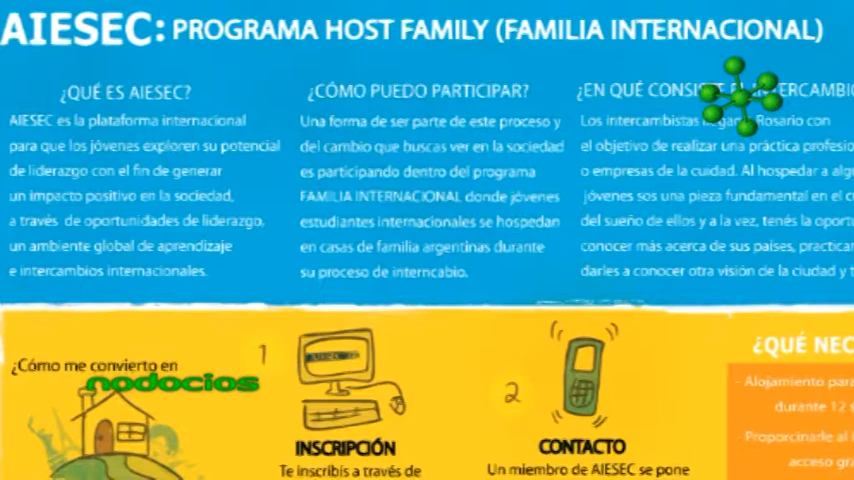 AIESEC: PROGRAMA HOST FAMILY (FAMILIA INTERNACIONAL)
¿QUÉ ES AIESEC?
AIESEC es la plataforma internacional
para que los jóvenes exploren su potencial
de liderazgo con el fin de generar
un impacto positivo en la sociedad,
a través de oportunidades de liderazgo,
un ambiente global de aprendizaje
e intercambios internacionales.
¿CÓMO PUEDO PARTICIPAR?
Una forma de ser parte de este proceso y
del cambio que buscas ver en la sociedad
es participando dentro del programa
FAMILIA INTERNACIONAL donde jóvenes
estudiantes internacionales se hospedan
en casas de familia argentinas durante
su proceso de interncabio.
¿EN QUÉ
Los intercambistas Rosario con
el objetivo de realizar una práctica
o empresas de la cuidad. Al hospedar a
jóvenes sos una pieza fundamental en el
del sueño de ellos y a la vez, tenés la
conocer más acerca de sus países,
darles a conocer otra visión de la ciudad y
¿Cómo me convierto en
nodocios
1
INSCRIPCIÓN
Te inscribís a través de
2
CONTACTO
Un miembro de AIESEC se pone
¿QUÉ
- Alojamiento
durante 12
- Proporcinarle al
acceso